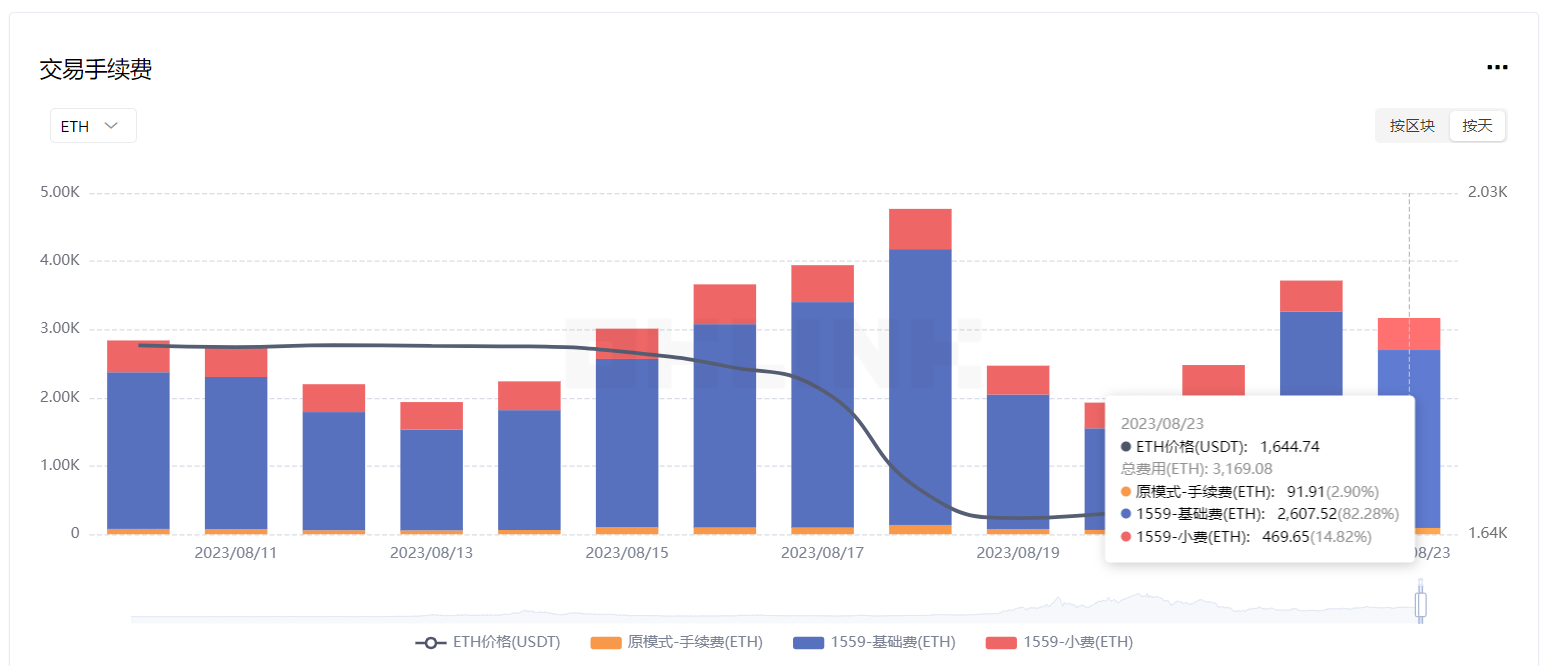 交易手续费
ETH
按区块 按天
5.00K 2.03K
4.00K
3.00K
2.00K
1.00K
0 1.64K
2023/08/23
ETH价格(USDT): 1,644.74
总费用(ETH): 3,169.08
原模式-手续费(ETH): 91.91(2.90%)
1559-基础费(ETH): 2,607.52(82.28%)
1559-小费(ETH): 469.65(14.82%)
2023/08/11 2023/08/13 2023/08/15 2023/08/17 2023/08/19 08/23
ETH价格(USDT) 原模式-手续费(ETH) 1559-基础费(ETH) 1559-小费(ETH)